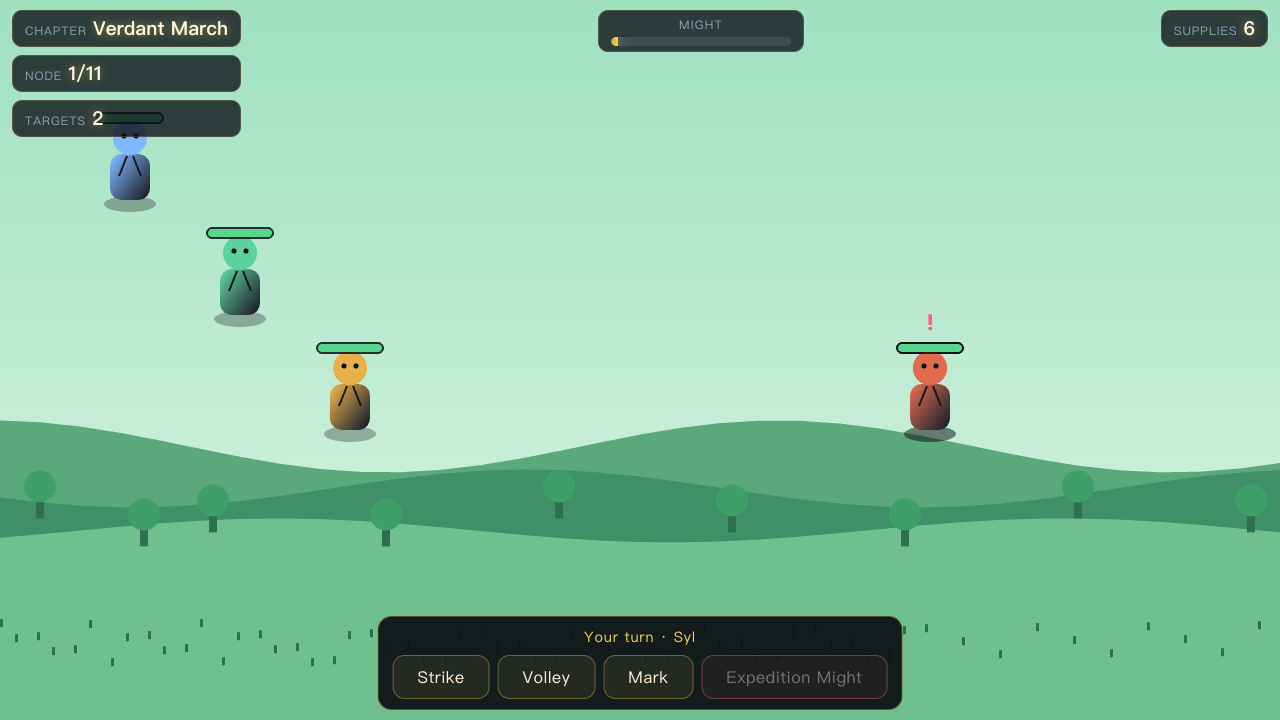 CHAPTER Verdant March
NODE 1/11
TARGETS 2
MIGHT
SUPPLIES 6
!
Your turn · Syl
Strike
Volley
Mark
Expedition Might